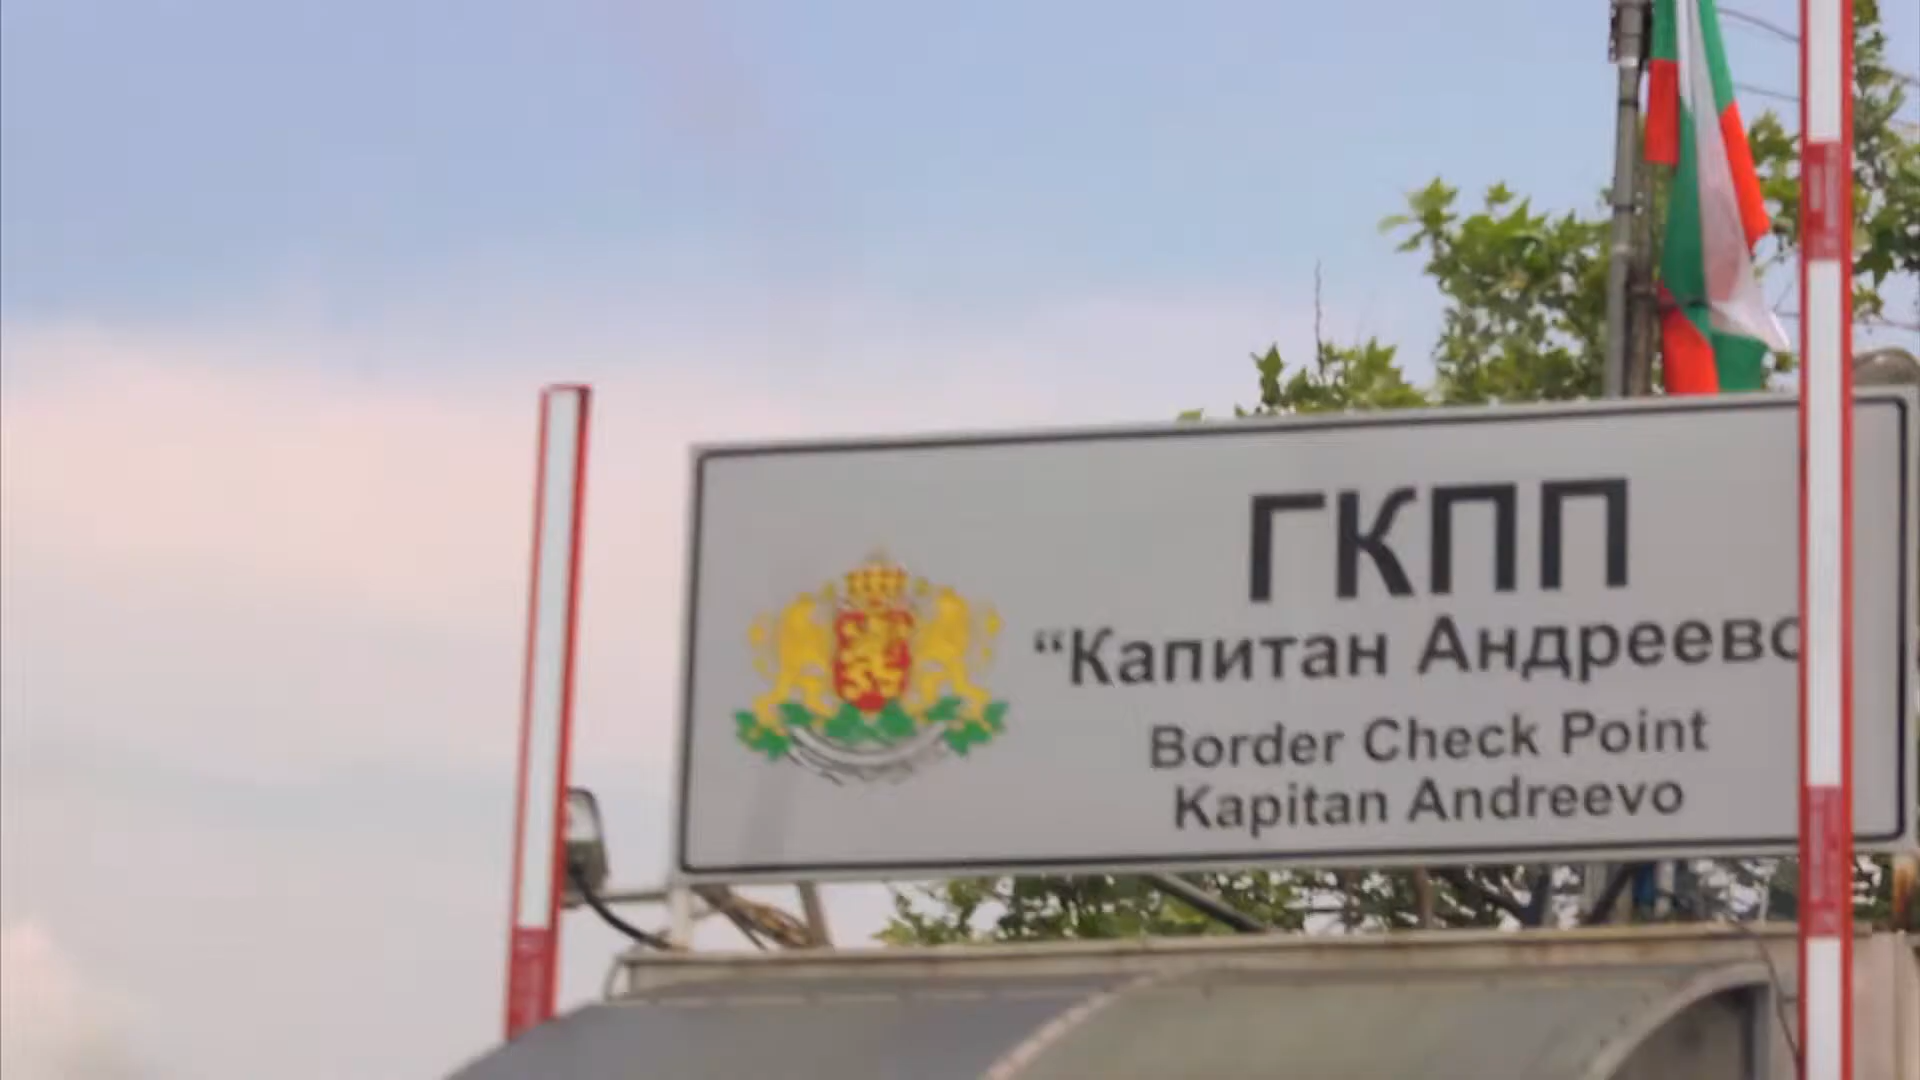 ГКПП
“Капитан Андреево
Border Check Point
Kapitan Andreevo